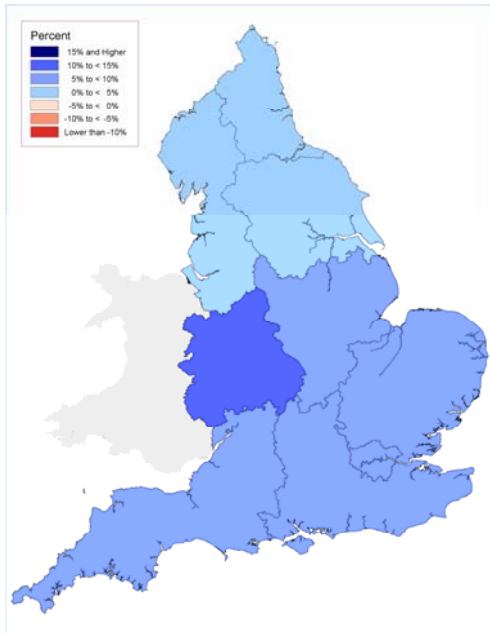 Percent
15% and Higher
10% to < 15%
5% to < 10%
0% to < 5%
-5% to < 0%
-10% to < -5%
Lower than -10%